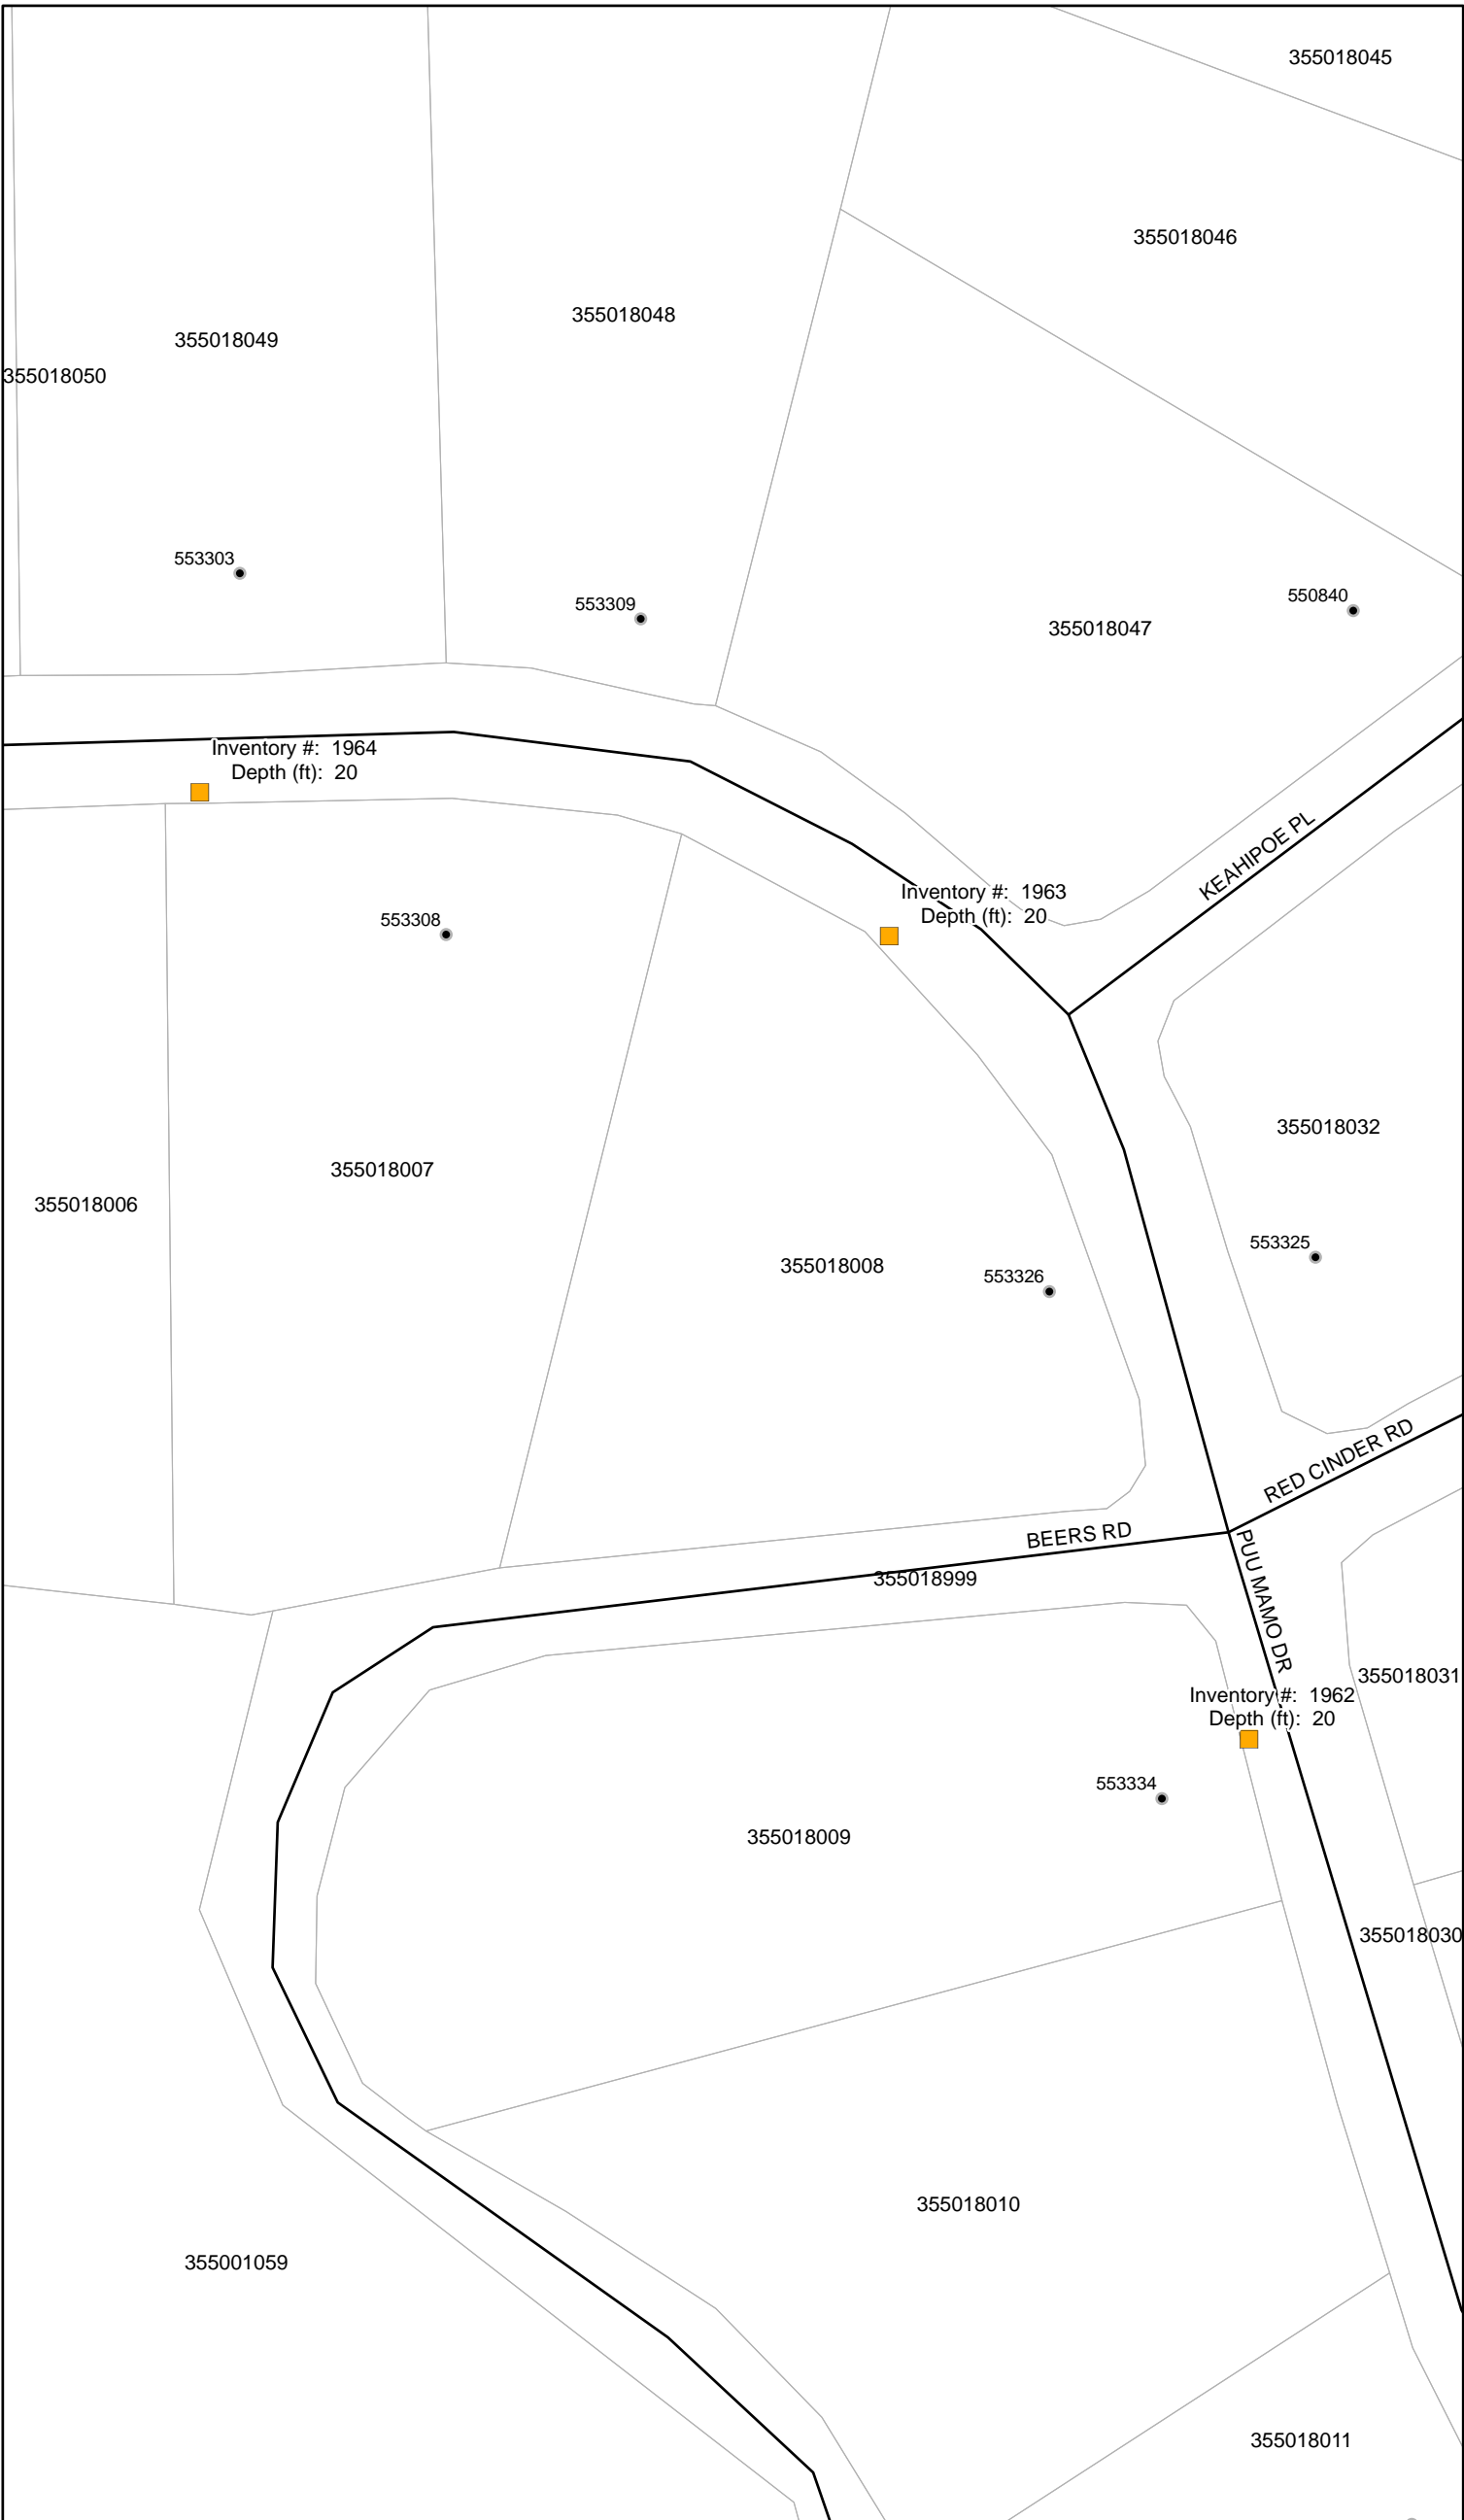 355018045
355018046
355018048
355018049
355018050
553303
553309
550840
355018047
Inventory #:  1964
Depth (ft):  20
KEAHIPOE PL
Inventory #:  1963
Depth (ft):  20
553308
355018032
355018007
355018006
553325
355018008
553326
RED CINDER RD
BEERS RD
355018999
PUU MAMO DR
355018031
Inventory #:  1962
Depth (ft):  20
553334
355018009
355018030
355018010
355001059
355018011